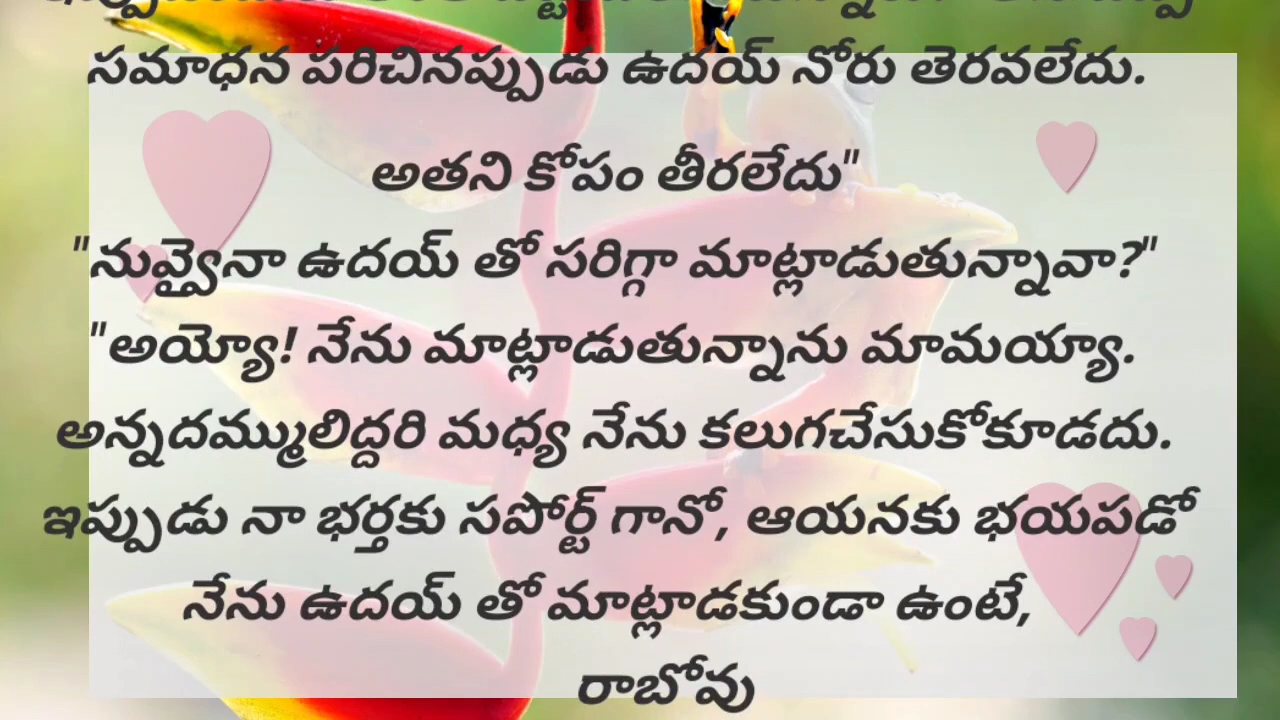 సమాధన పరిచినప్పుడు ఉదయ్ నోరు తెరవలేదు.
అతని కోపం తీరలేదు"
"నువ్వైనా ఉదయ్ తో సరిగ్గా మాట్లాడుతున్నావా?"
"అయ్యో! నేను మాట్లాడుతున్నాను మామయ్యా.
అన్నదమ్ములిద్దరి మధ్య నేను కలుగచేసుకోకూడదు.
ఇప్పుడు నా భర్తకు సపోర్ట్ గానో, ఆయనకు భయపడో
నేను ఉదయ్ తో మాట్లాడకుండా ఉంటే,
రాబోవు